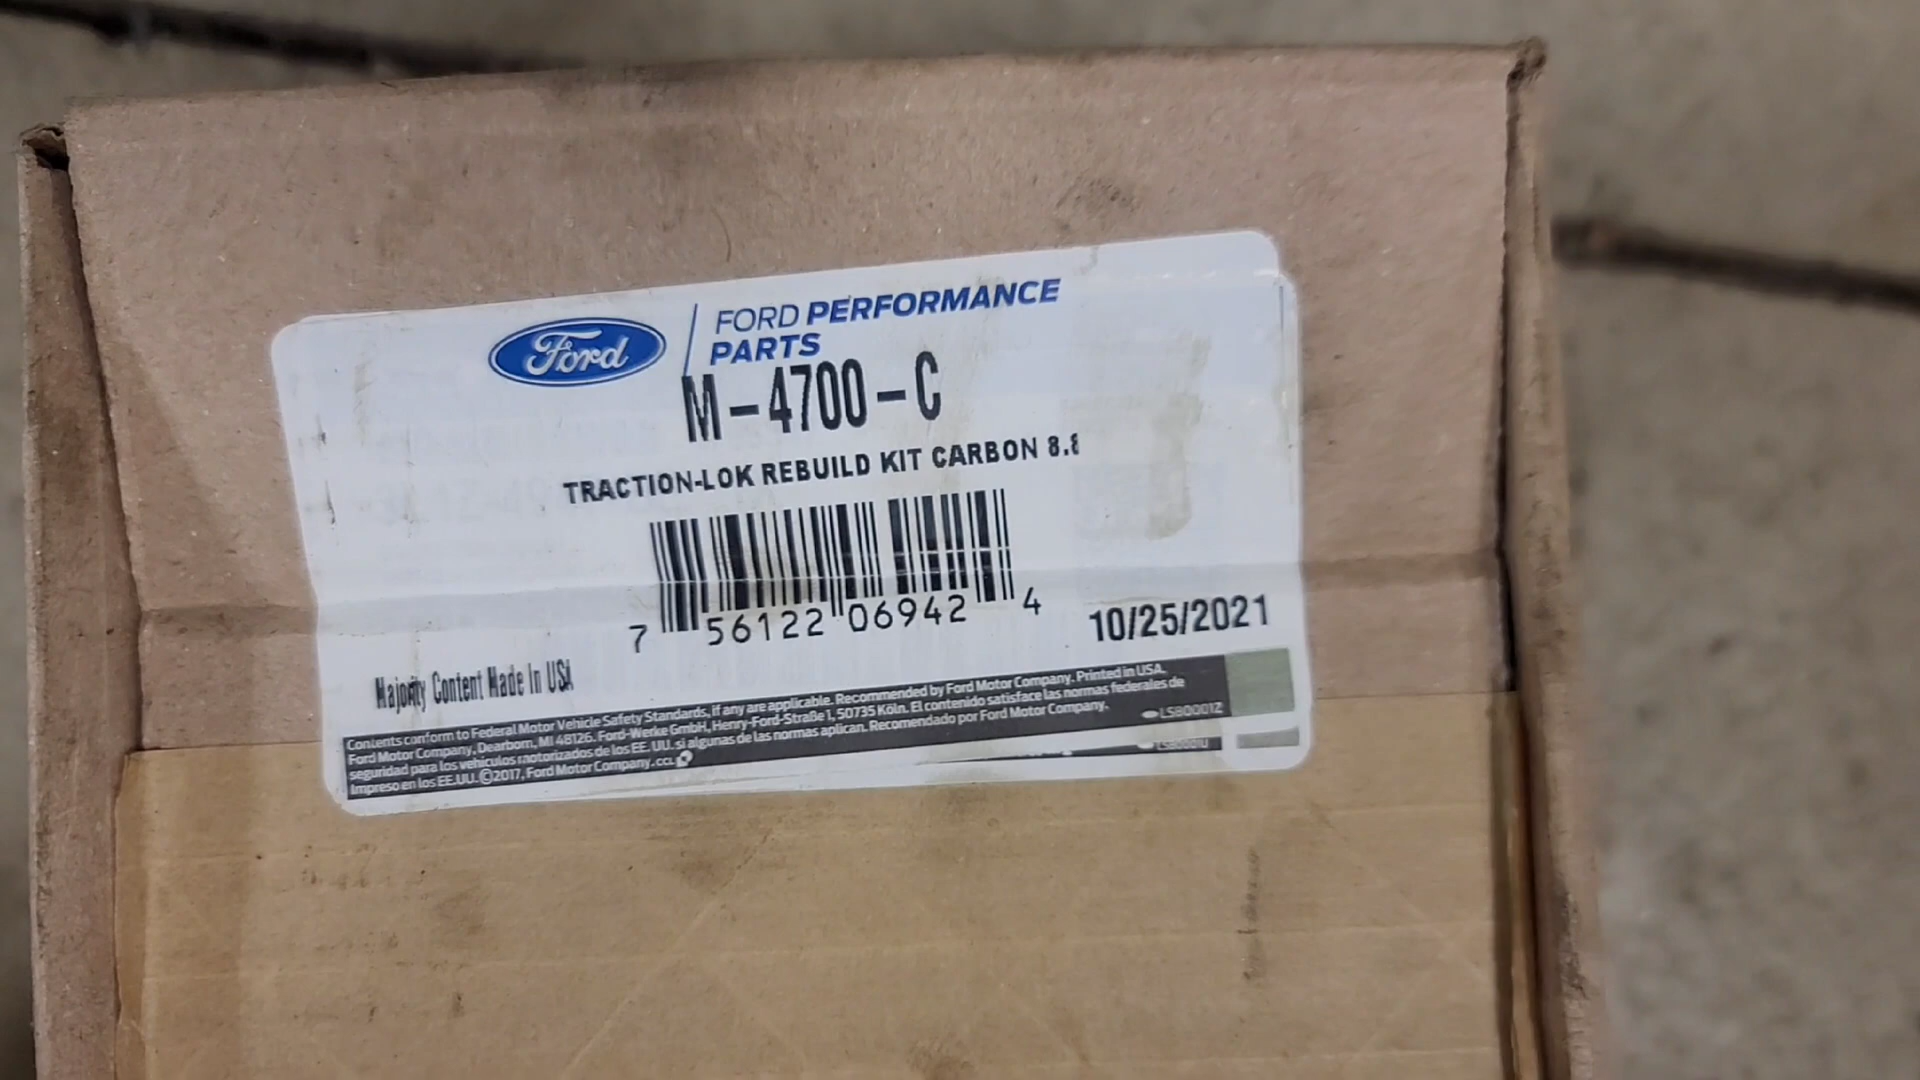 Ford
FORD PERFORMANCE
PARTS
M-4700-C
TRACTION-LOK REBUILD KIT CARBON 8.8
7 56122 06942 4
10/25/2021
Majority Content Made In USA
Contents conform to Federal Motor Vehicle Safety Standards, if any are applicable. Recommended by Ford Motor Company. Printed in USA.
Ford Motor Company, Dearborn, MI 48126. Ford-Werke GmbH, Henry-Ford-Straße 1, 50735 Köln. El contenido satisface las normas federales de
seguridad para los vehículos motorizados de los EE. UU. si algunas de las normas aplican. Recomendado por Ford Motor Company.
Impreso en los EE.UU. ©2017, Ford Motor Company. CCL
LSB0001Z
LSB0001U